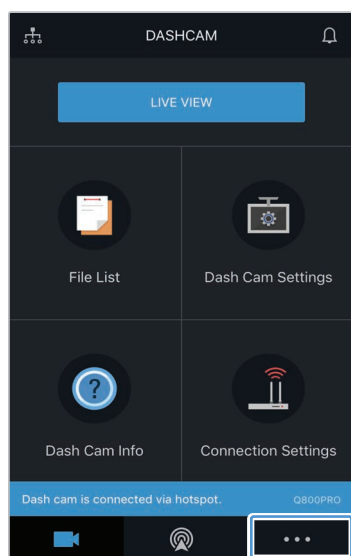 DASHCAM
LIVE VIEW
File List
Dash Cam Settings
Dash Cam Info
Connection Settings
Dash cam is connected via hotspot.
Q800PRO